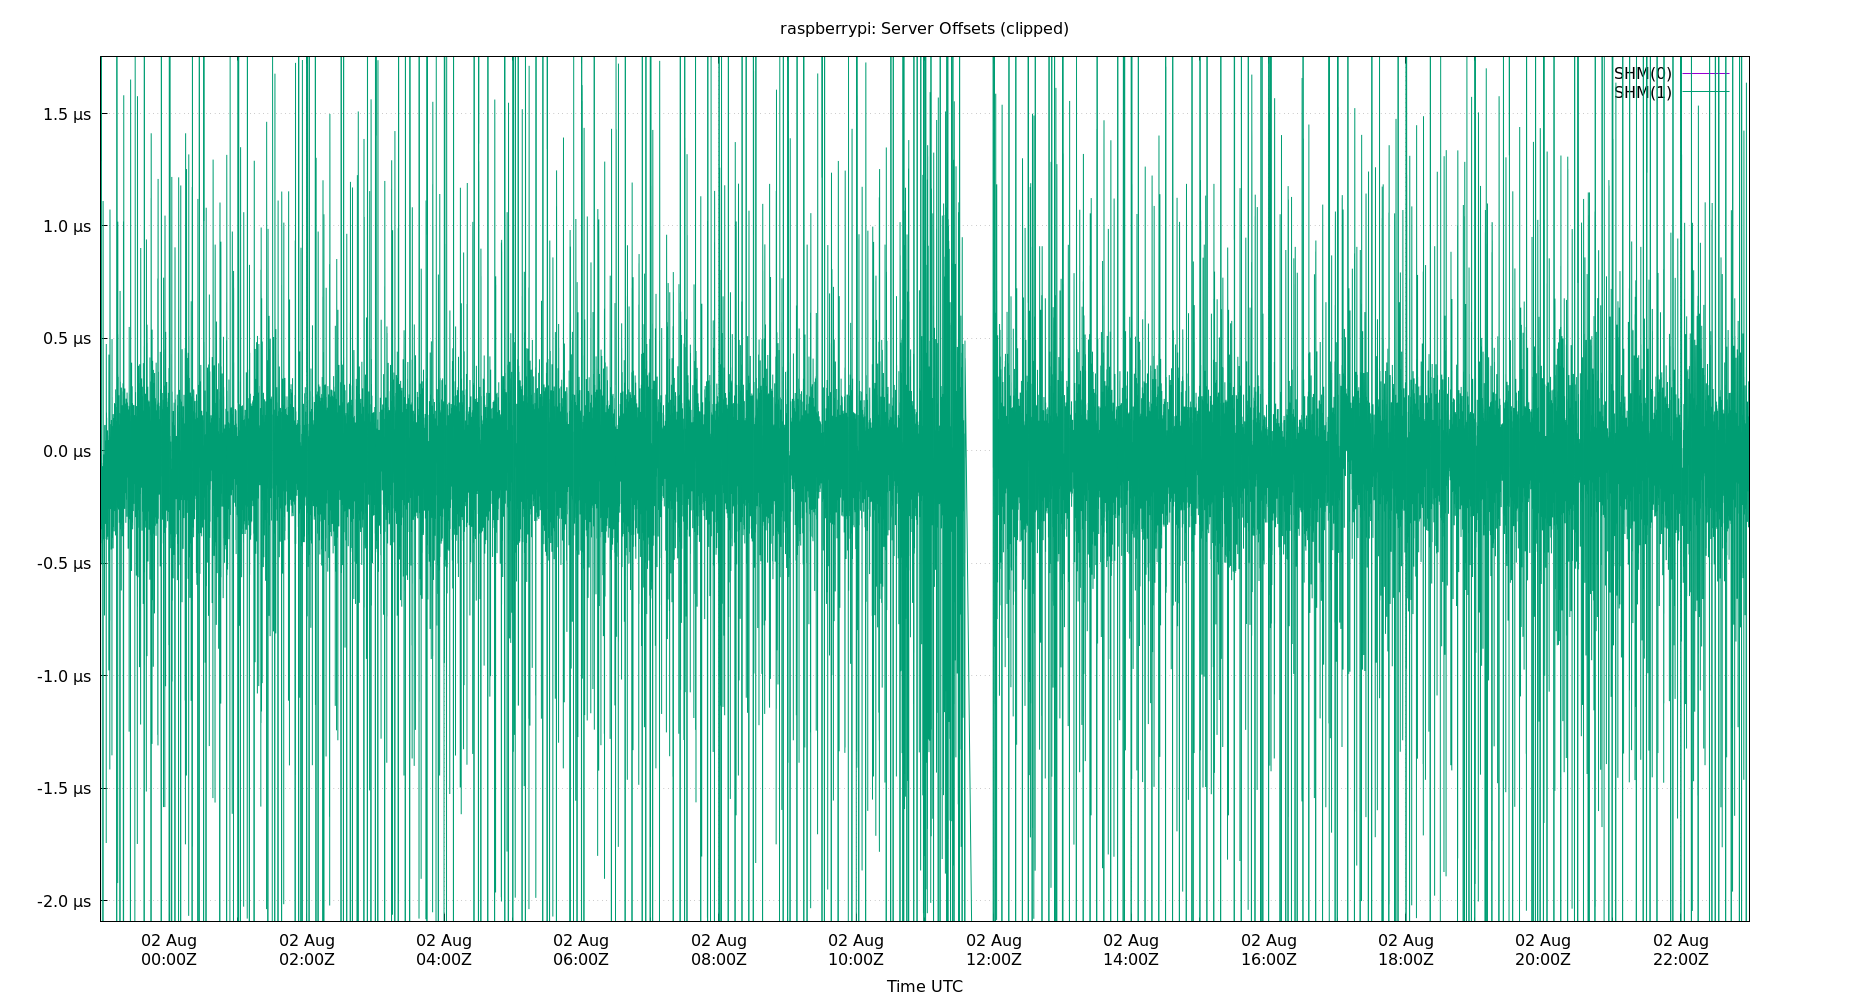 raspberrypi: Server Offsets (clipped)
SHM(0)
SHM(1)
1.5 µs
1.0 µs
0.5 µs
0.0 µs
-0.5 µs
-1.0 µs
-1.5 µs
-2.0 µs
02 Aug 02 Aug 02 Aug 02 Aug 02 Aug 02 Aug 02 Aug 02 Aug 02 Aug 02 Aug 02 Aug 02 Aug
00:00Z 02:00Z 04:00Z 06:00Z 08:00Z 10:00Z 12:00Z 14:00Z 16:00Z 18:00Z 20:00Z 22:00Z
Time UTC